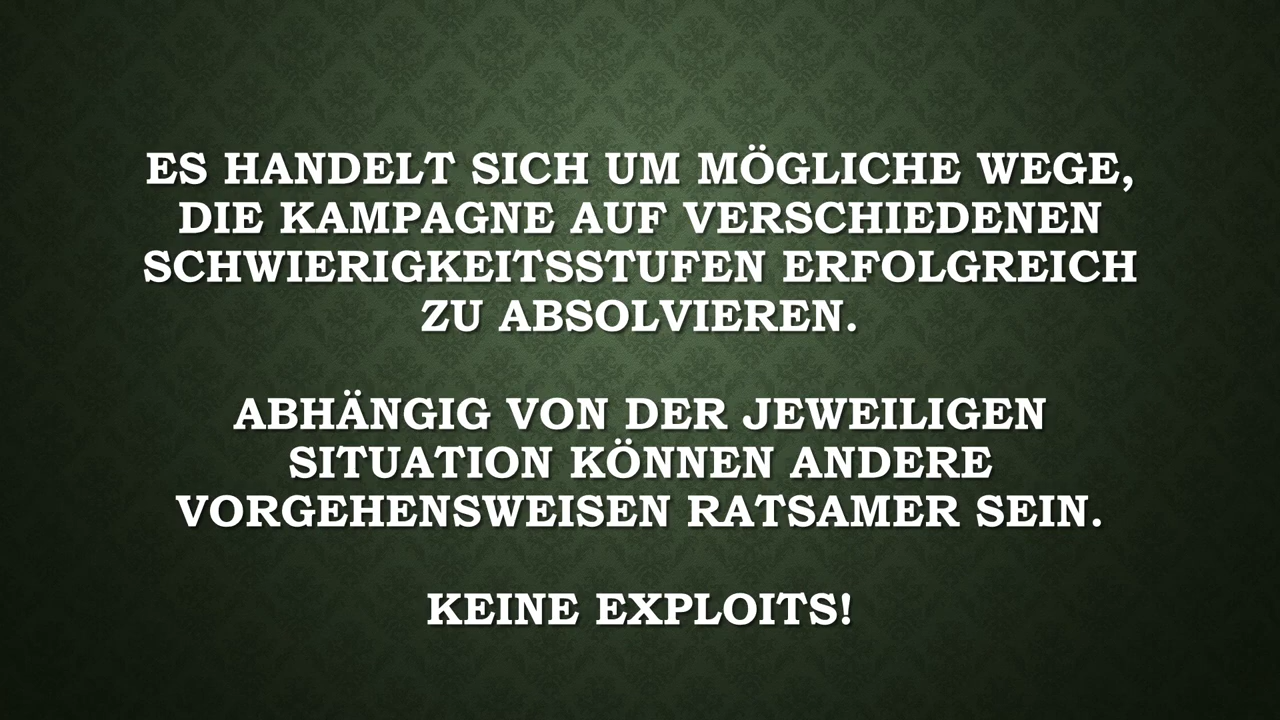 ES HANDELT SICH UM MÖGLICHE WEGE,
DIE KAMPAGNE AUF VERSCHIEDENEN
SCHWIERIGKEITSSTUFEN ERFOLGREICH
ZU ABSOLVIEREN.
ABHÄNGIG VON DER JEWEILIGEN
SITUATION KÖNNEN ANDERE
VORGEHENSWEISEN RATSAMER SEIN.
KEINE EXPLOITS!